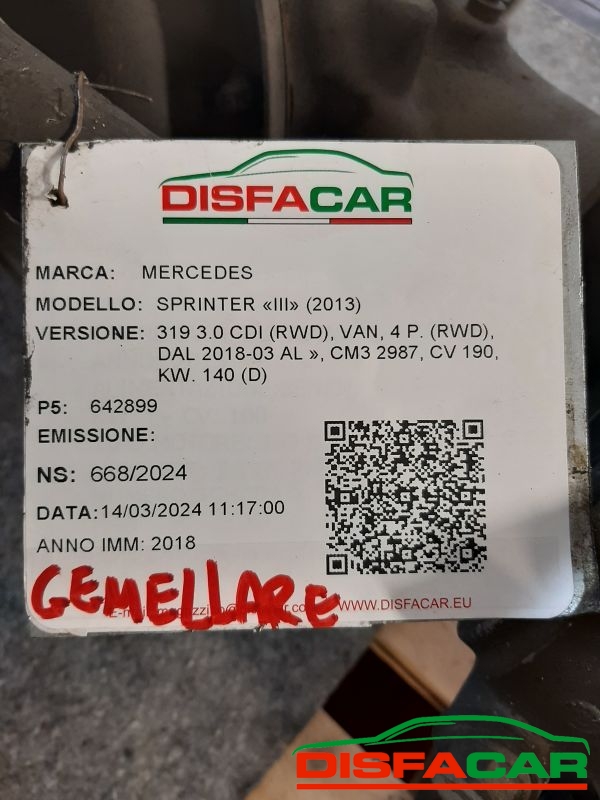 DISFACAR
MARCA: MERCEDES
MODELLO: SPRINTER «III» (2013)
VERSIONE: 319 3.0 CDI (RWD), VAN, 4 P. (RWD),
DAL 2018-03 AL », CM3 2987, CV 190,
KW. 140 (D)
P5: 642899
EMISSIONE:
NS: 668/2024
DATA:14/03/2024 11:17:00
ANNO IMM: 2018
GEMELLARE
WWW.DISFACAR.EU
DISFACAR